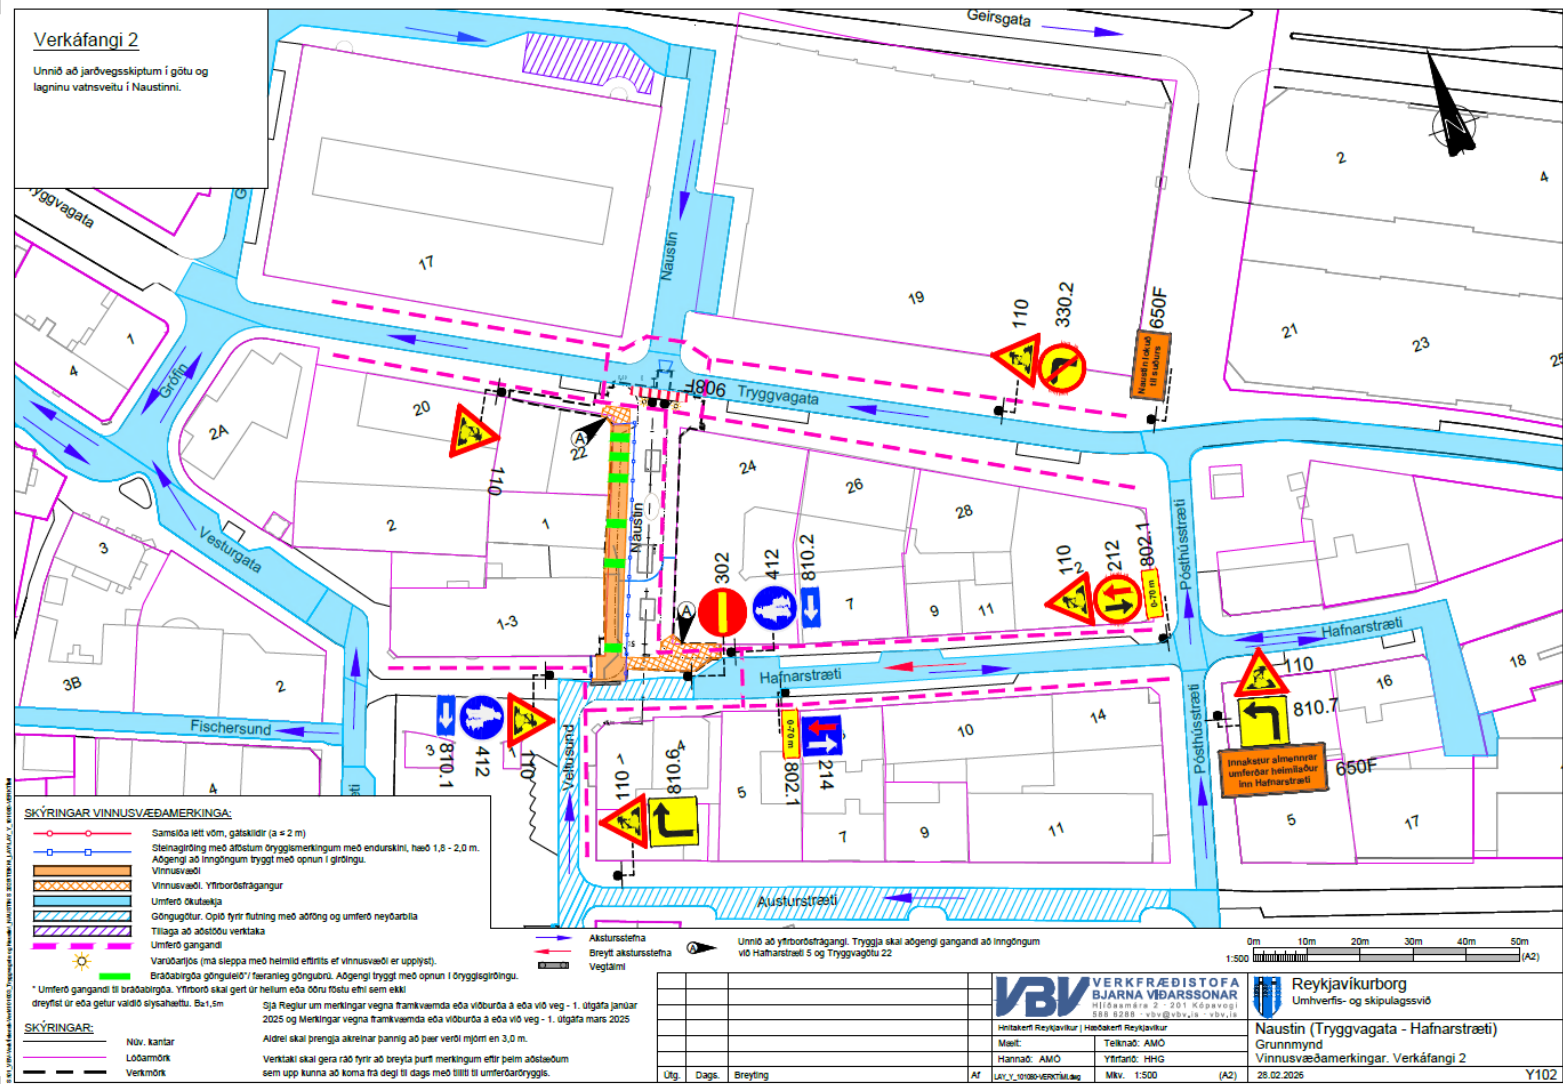 Verkáfangi 2
Unnið að jarðvegsskiptum í götu og
lagninu vatnsveitu í Naustinni.
Geirsgata
Tryggvagata
Naustin
17
19
2
4
21
23
25
110
330.2
650F
Naustin lokuð
til suðurs
1
4
Grófin
2A
20
908F
Tryggvagata
110
A
22
2
1
Naustin
24
26
28
302
412
810.2
110
2
212
802.1
0-70 m
Pósthússtræti
7
9
11
3
Vesturgata
1-3
A
3B
2
Hafnarstræti
Hafnarstræti
18
110
16
810.7
Fischersund
3
1
810.1
412
110
Veltusund
1
4
110
810.6
5
0-70 m
802.1
214
10
14
Pósthússtræti
Innakstur almennrar
umferðar heimilaður
inn Hafnarstræti
650F
4
7
9
11
5
17
Austurstræti
SKÝRINGAR VINNUSVÆÐAMERKINGA:
Samsíða létt vörn, gátskildir (a ≤ 2 m)
Steinagirðing með áföstum öryggismerkingum með endurskini, hæð 1,8 - 2,0 m.
Aðgengi að inngöngum tryggt með opnun í girðingu.
Vinnusvæði
Vinnusvæði. Yfirborðsfrágangur
Umferð ökutækja
Göngugötur. Opið fyrir flutning með aðföng og umferð neyðarbíla
Tillaga að aðstöðu verktaka
Umferð gangandi
Varúðarljós (má sleppa með heimild eftirlits ef vinnusvæði er upplýst).
Bráðabirgða gönguleið*/ færanleg göngubrú. Aðgengi tryggt með opnun í öryggisgirðingu.
* Umferð gangandi til bráðabirgða. Yfirborð skal gert úr hellum eða öðru föstu efni sem ekki
dreyfist úr eða getur valdið slysahættu. B≥1,5m
SKÝRINGAR:
Núv. kantar
Lóðarmörk
Verkmörk
Sjá Reglur um merkingar vegna framkvæmda eða viðburða á eða við veg - 1. útgáfa janúar
2025 og Merkingar vegna framkvæmda eða viðburða á eða við veg - 1. útgáfa mars 2025
Aldrei skal þrengja akreinar þannig að þær verði mjórri en 3,0 m.
Verktaki skal gera ráð fyrir að breyta þurfi merkingum eftir þeim aðstæðum
sem upp kunna að koma frá degi til dags með tilliti til umferðaröryggis.
Akstursstefna
Breytt akstursstefna
Vegtálmi
A
Unnið að yfirborðsfrágangi. Tryggja skal aðgengi gangandi að inngöngum
við Hafnarstræti 5 og Tryggvagötu 22
0m 10m 20m 30m 40m 50m
1:500
(A2)
VBV
VERKFRÆÐISTOFA
BJARNA VIÐARSSONAR
Hlíðasmára 2 - 201 Kópavogi
588 8288 - vbv@vbv.is - vbv.is
Hnitakerfi Reykjavíkur | Hæðakerfi Reykjavíkur
Mælt:
Teiknað: AMÓ
Hannað: AMÓ
Yfirfarið: HHG
Mkv. 1:500 (A2)
Útg. Dags. Breyting Af
Reykjavíkurborg
Umhverfis- og skipulagssvið
Naustin (Tryggvagata - Hafnarstræti)
Grunnmynd
Vinnusvæðamerkingar. Verkáfangi 2
28.02.2026
Y102